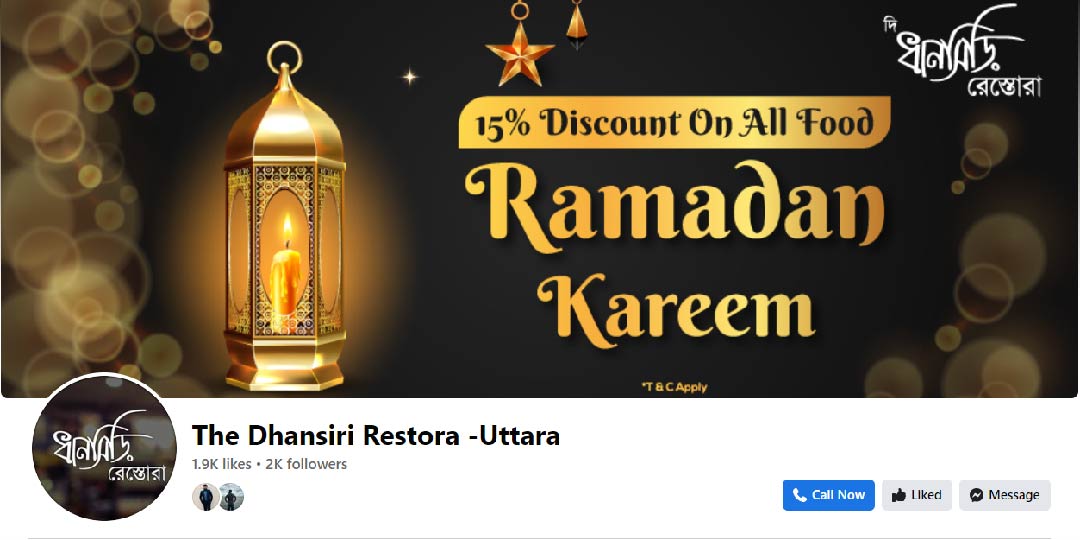 দি
ধানসিড়ি
রেস্তোরা
15% Discount On All Food
Ramadan
Kareem
*T & C Apply
ধানসিড়ি
রেস্তোরা
The Dhansiri Restora -Uttara
1.9K likes • 2K followers
Call Now
Liked
Message